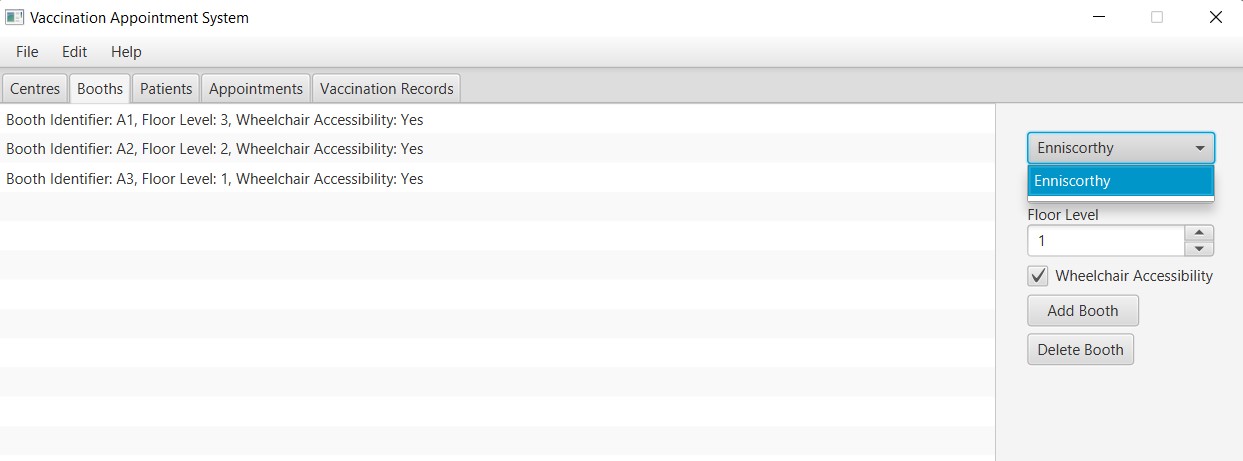 Vaccination Appointment System
File Edit Help
Centres Booths Patients Appointments Vaccination Records
Booth Identifier: A1, Floor Level: 3, Wheelchair Accessibility: Yes
Booth Identifier: A2, Floor Level: 2, Wheelchair Accessibility: Yes
Booth Identifier: A3, Floor Level: 1, Wheelchair Accessibility: Yes
Enniscorthy
Enniscorthy
Floor Level
1
Wheelchair Accessibility
Add Booth
Delete Booth